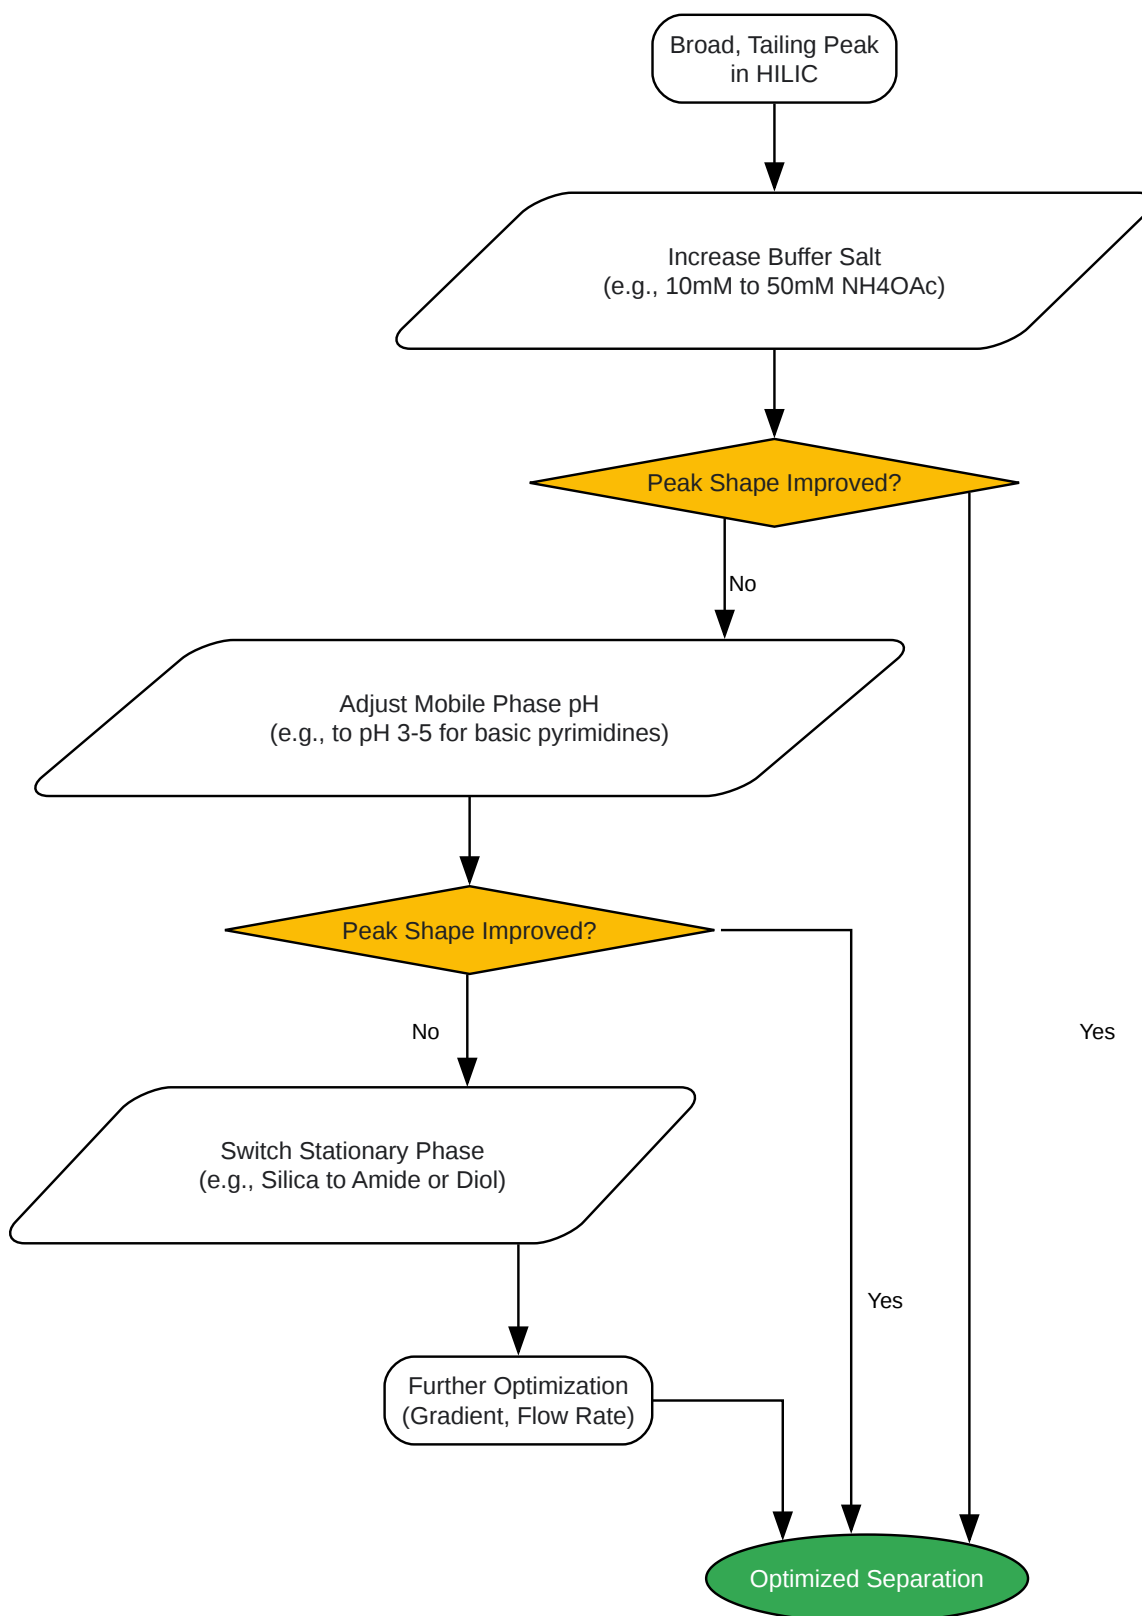 Broad, Tailing Peak
in HILIC
Increase Buffer Salt
(e.g., 10mM to 50mM NH4OAc)
Peak Shape Improved?
No
Adjust Mobile Phase pH
(e.g., to pH 3-5 for basic pyrimidines)
Peak Shape Improved?
No
Yes
Switch Stationary Phase
(e.g., Silica to Amide or Diol)
Yes
Further Optimization
(Gradient, Flow Rate)
Optimized Separation